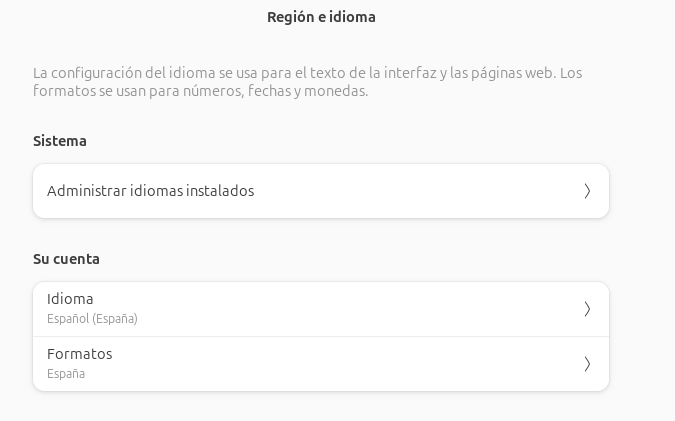 Región e idioma
La configuración del idioma se usa para el texto de la interfaz y las páginas web. Los
formatos se usan para números, fechas y monedas.
Sistema
Administrar idiomas instalados
Su cuenta
Idioma
Español (España)
Formatos
España